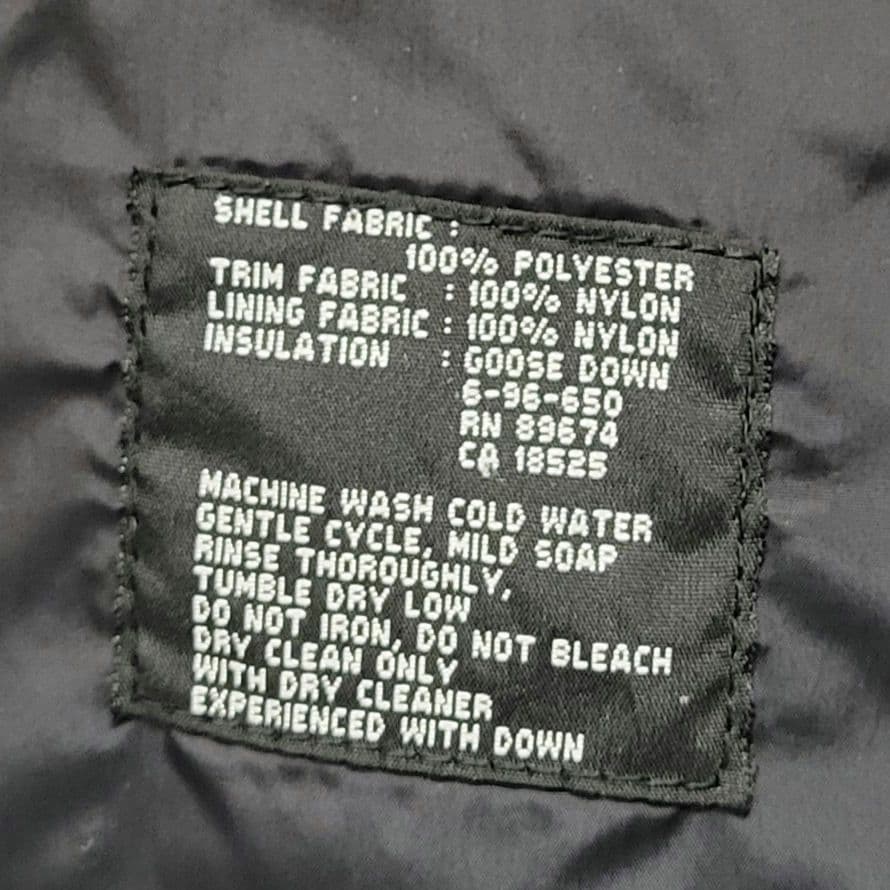 SHELL FABRIC :
100% POLYESTER
TRIM FABRIC : 100% NYLON
LINING FABRIC : 100% NYLON
INSULATION : GOOSE DOWN
6-96-650
RN 89674
CA 18525
MACHINE WASH COLD WATER
GENTLE CYCLE, MILD SOAP
RINSE THOROUGHLY,
TUMBLE DRY LOW
DO NOT IRON, DO NOT BLEACH
DRY CLEAN ONLY
WITH DRY CLEANER
EXPERIENCED WITH DOWN